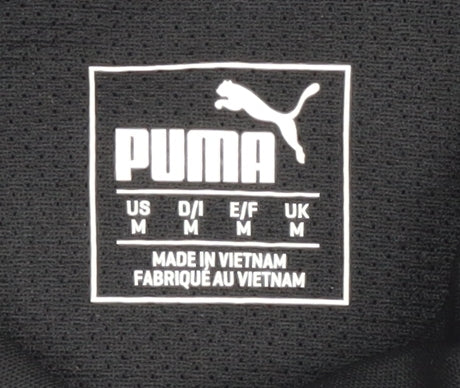 PUMA
US D/I E/F UK
M M M M
MADE IN VIETNAM
FABRIQUÉ AU VIETNAM